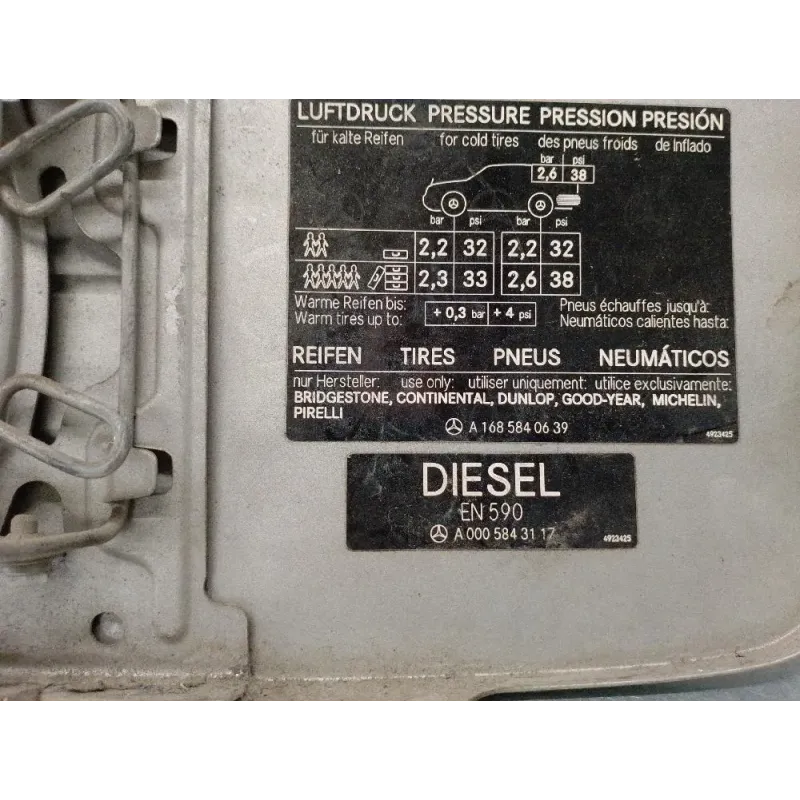 LUFTDRUCK PRESSURE PRESSION PRESIÓN
für kalte Reifen for cold tires des pneus froids de Inflado
bar psi
2,6 38
bar psi bar psi
2,2 32 2,2 32
2,3 33 2,6 38
Warme Reifen bis: + 0,3 bar + 4 psi Pneus échauffes jusqu'à:
Warm tires up to: Neumáticos calientes hasta:
REIFEN TIRES PNEUS NEUMÁTICOS
nur Hersteller: use only: utiliser uniquement: utilice exclusivamente:
BRIDGESTONE, CONTINENTAL, DUNLOP, GOOD-YEAR, MICHELIN,
PIRELLI
A 168 584 06 39 4923425
DIESEL
EN 590
A 000 584 31 17 4923425